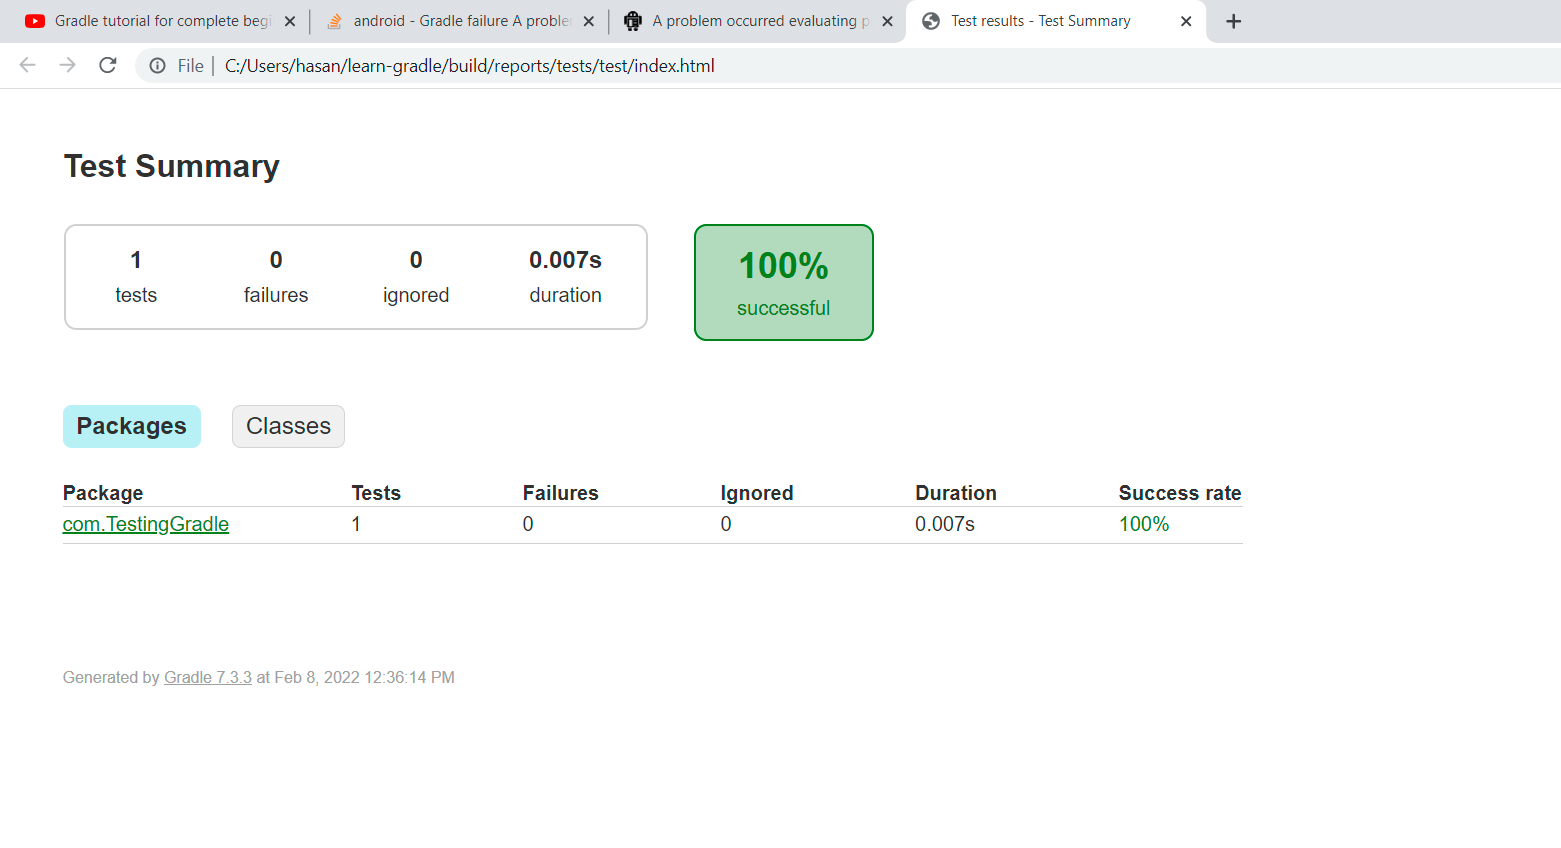 Gradle tutorial for complete begi
android - Gradle failure A proble
A problem occurred evaluating p
Test results - Test Summary
File | C:/Users/hasan/learn-gradle/build/reports/tests/test/index.html
Test Summary
1 0 0 0.007s
tests failures ignored duration
100%
successful
Packages Classes
Package Tests Failures Ignored Duration Success rate
com.TestingGradle 1 0 0 0.007s 100%
Generated by Gradle 7.3.3 at Feb 8, 2022 12:36:14 PM